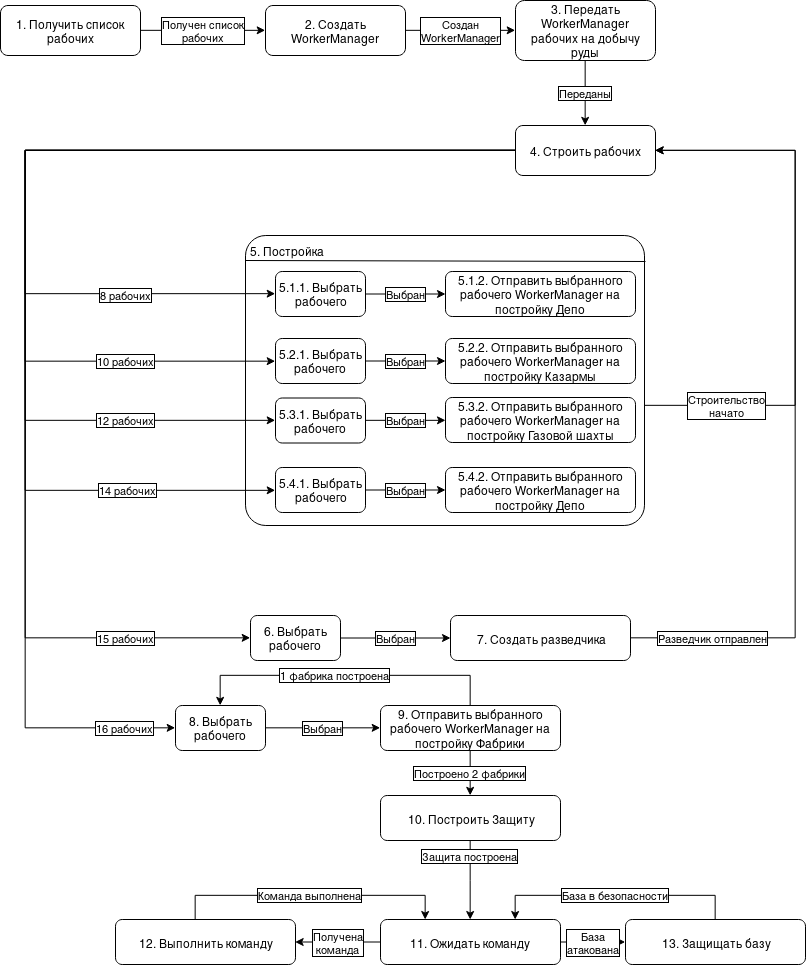 1. Получить список
рабочих
Получен список
рабочих
2. Создать
WorkerManager
Создан
WorkerManager
3. Передать
WorkerManager
рабочих на добычу
руды
Переданы
4. Строить рабочих
5. Постройка
8 рабочих
5.1.1. Выбрать
рабочего
Выбран
5.1.2. Отправить выбранного
рабочего WorkerManager на
постройку Депо
10 рабочих
5.2.1. Выбрать
рабочего
Выбран
5.2.2. Отправить выбранного
рабочего WorkerManager на
постройку Казармы
Строительство
начато
12 рабочих
5.3.1. Выбрать
рабочего
Выбран
5.3.2. Отправить выбранного
рабочего WorkerManager на
постройку Газовой шахты
14 рабочих
5.4.1. Выбрать
рабочего
Выбран
5.4.2. Отправить выбранного
рабочего WorkerManager на
постройку Депо
15 рабочих
6. Выбрать
рабочего
Выбран
7. Создать разведчика
Разведчик отправлен
1 фабрика построена
16 рабочих
8. Выбрать
рабочего
Выбран
9. Отправить выбранного
рабочего WorkerManager на
постройку Фабрики
Построено 2 фабрики
10. Построить Защиту
Защита построена
Команда выполнена
База в безопасности
12. Выполнить команду
Получена
команда
11. Ожидать команду
База
атакована
13. Защищать базу